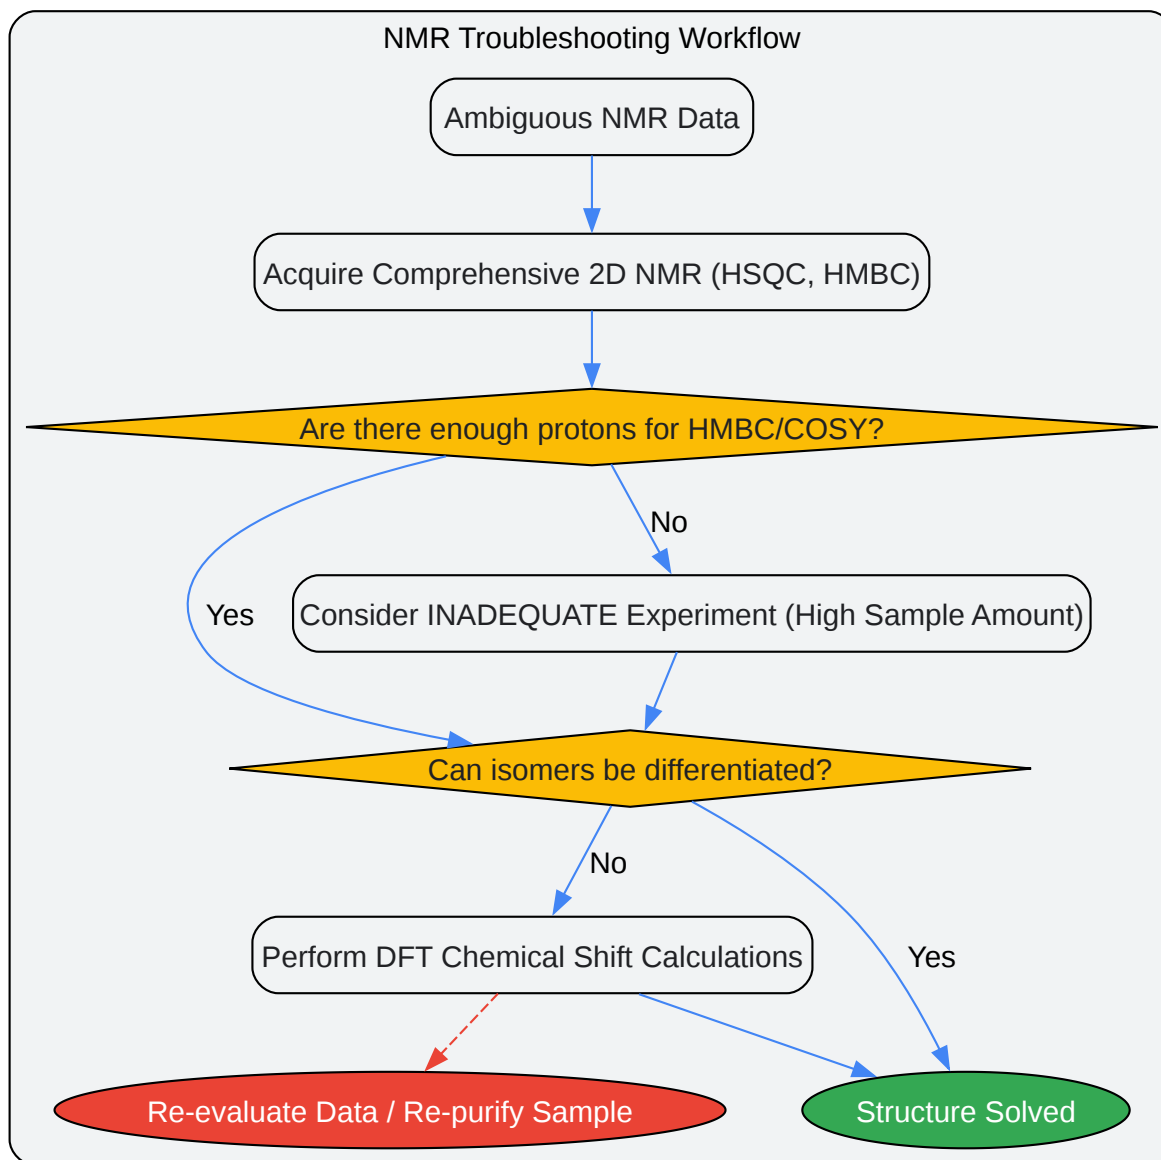 NMR Troubleshooting Workflow
Ambiguous NMR Data
Acquire Comprehensive 2D NMR (HSQC, HMBC)
Are there enough protons for HMBC/COSY?
No
Yes
Consider INADEQUATE Experiment (High Sample Amount)
Can isomers be differentiated?
No
Yes
Perform DFT Chemical Shift Calculations
Re-evaluate Data / Re-purify Sample
Structure Solved